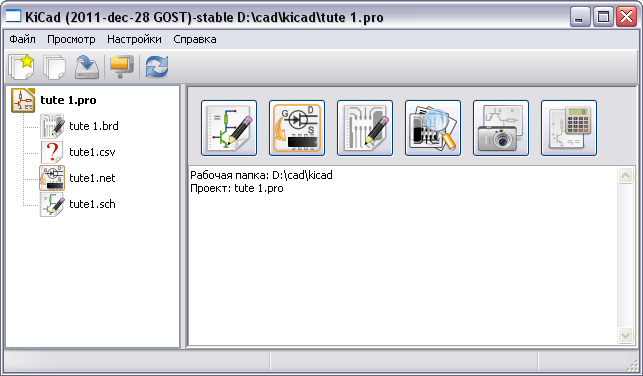 KiCad (2011-dec-28 GOST)-stable D:\cad\kicad\tute 1.pro
Файл Просмотр Настройки Справка
tute 1.pro
tute 1.brd
tute1.csv
tute1.net
tute1.sch
G D S
Рабочая папка: D:\cad\kicad
Проект: tute 1.pro